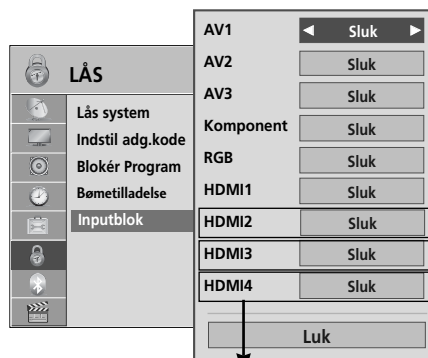 LÅS
Lås system
Indstil adg.kode
Blokér Program
Bømetilladelse
Inputblok
AV1 Sluk
AV2 Sluk
AV3 Sluk
Komponent Sluk
RGB Sluk
HDMI1 Sluk
HDMI2 Sluk
HDMI3 Sluk
HDMI4 Sluk
Luk